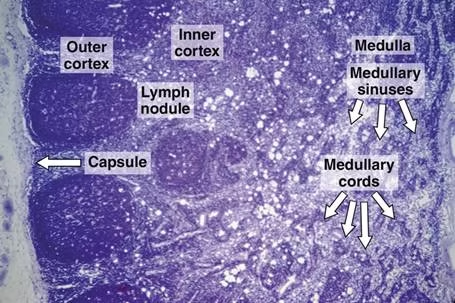 Outer
cortex
Inner
cortex
Lymph
nodule
Capsule
Medulla
Medullary
sinuses
Medullary
cords